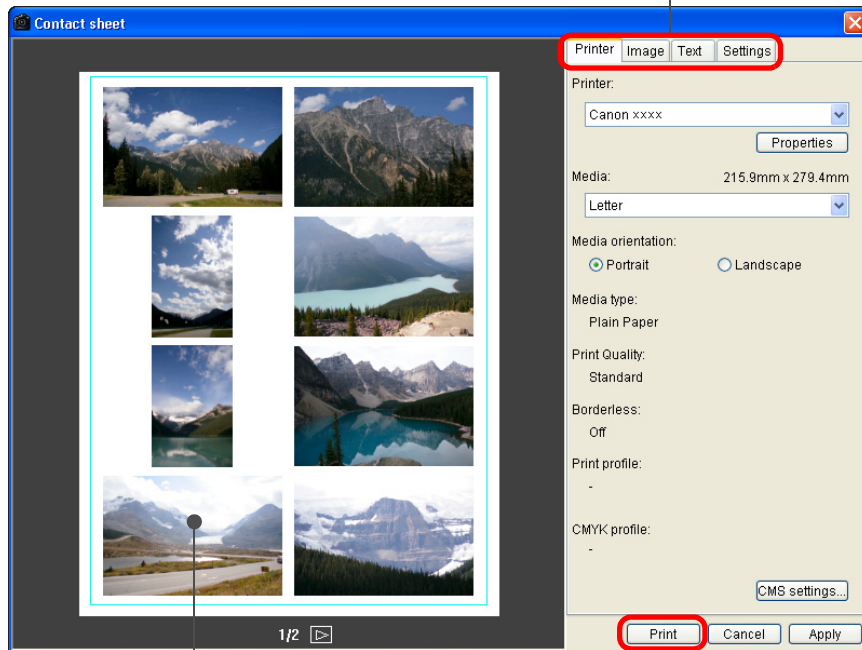 Contact sheet
Printer Image Text Settings
Printer:
Canon xxxx
Properties
Media: 215.9mm x 279.4mm
Letter
Media orientation:
Portrait Landscape
Media type:
Plain Paper
Print Quality:
Standard
Borderless:
Off
Print profile:
-
CMYK profile:
-
CMS settings...
1/2
Print Cancel Apply